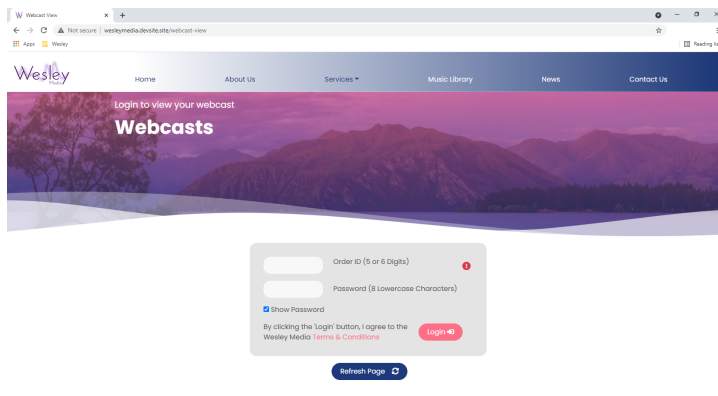 Webcast View
Not secure | wesleymedia.devsite.site/webcast-view
Apps Wesley Reading
Wesley
Media
Home About Us Services Music Library News Contact Us
Login to view your webcast
Webcasts
Order ID (5 or 6 Digits)
Password (8 Lowercase Characters)
Show Password
By clicking the 'Login' button, I agree to the
Wesley Media Terms & Conditions
Login
Refresh Page